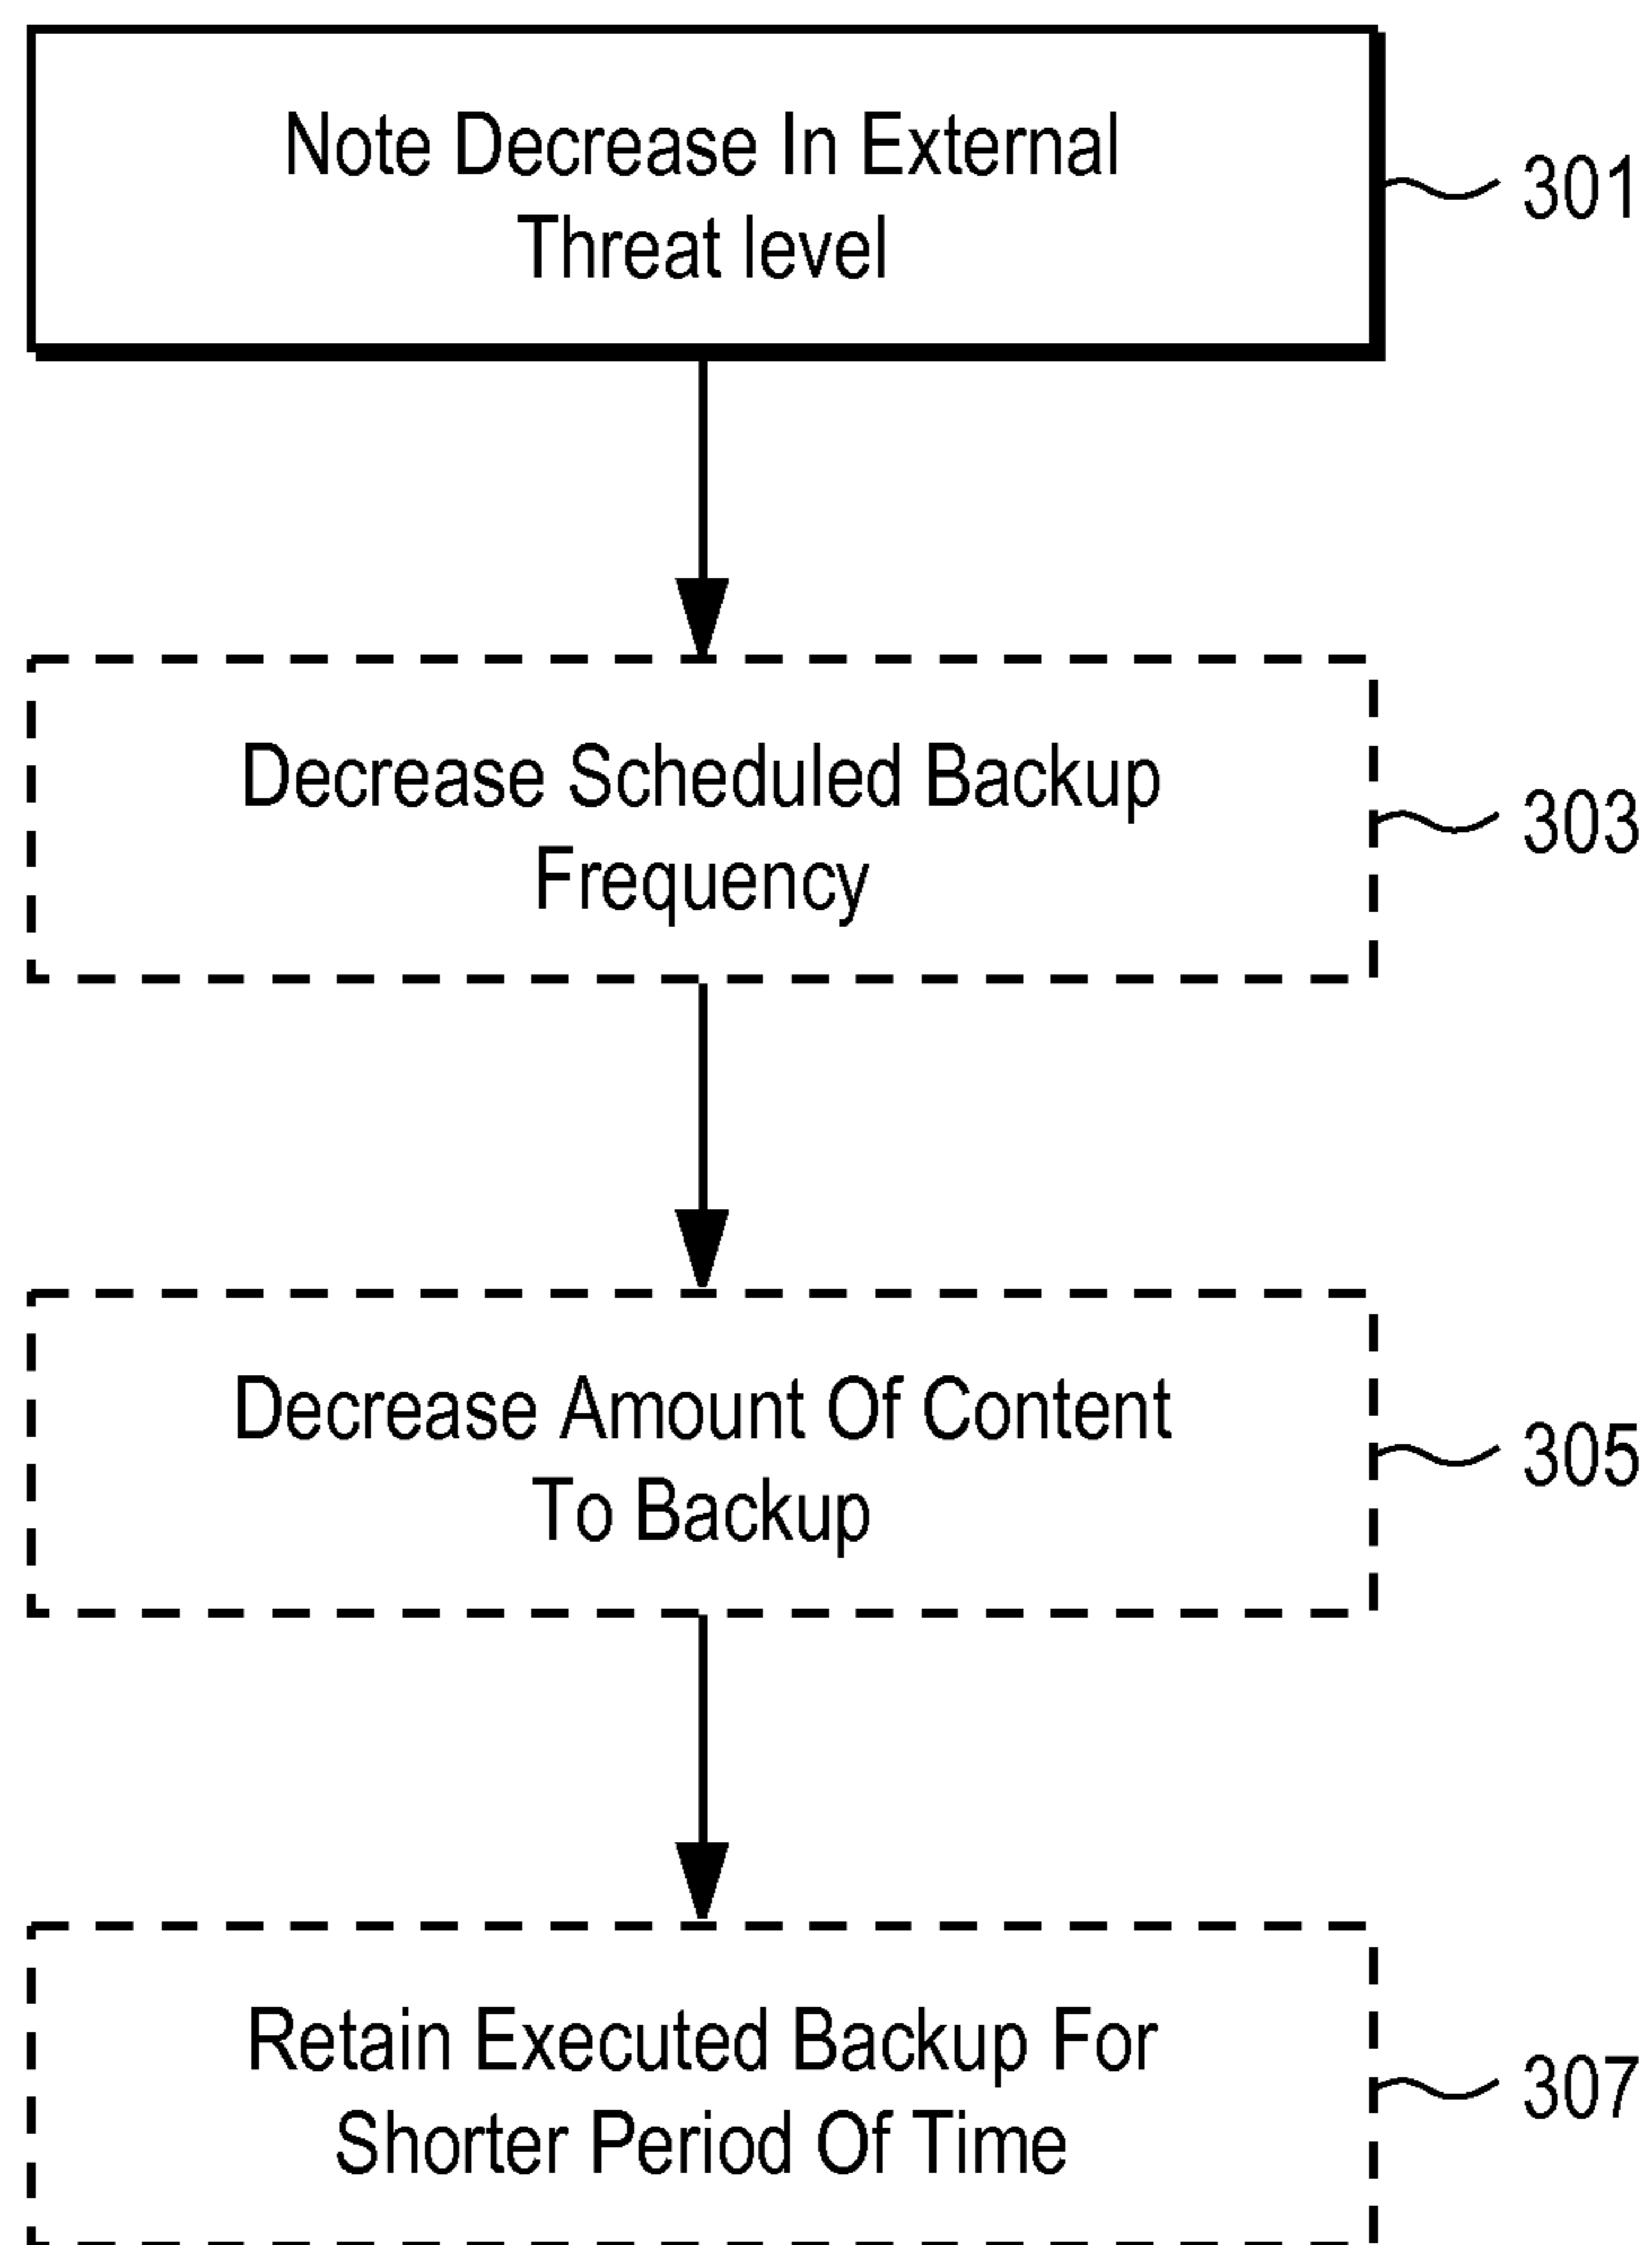 Note Decrease In External
Threat level
301
Decrease Scheduled Backup
Frequency
303
Decrease Amount Of Content
To Backup
305
Retain Executed Backup For
Shorter Period Of Time
307